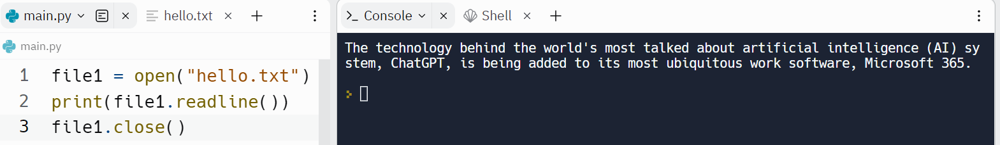 main.py
hello.txt
Console
Shell
main.py
1 file1 = open("hello.txt")
2 print(file1.readline())
3 file1.close()
The technology behind the world's most talked about artificial intelligence (AI) sy
stem, ChatGPT, is being added to its most ubiquitous work software, Microsoft 365.